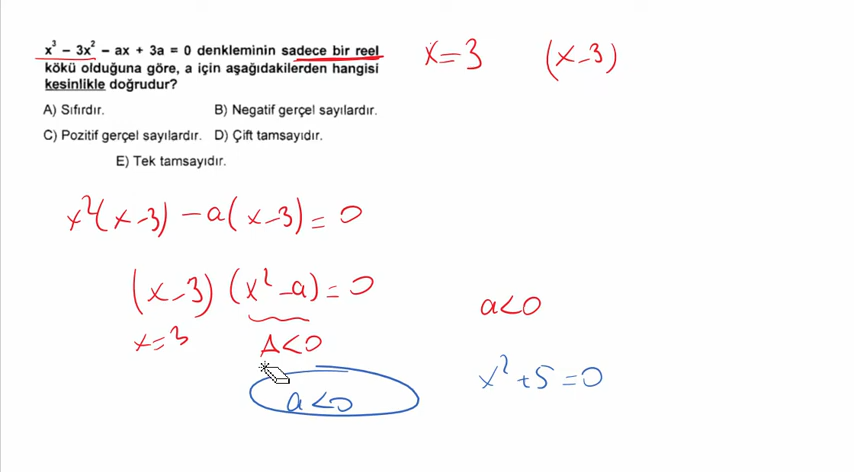 x³ – 3x² – ax + 3a = 0 denkleminin sadece bir reel
kökü olduğuna göre, a için aşağıdakilerden hangisi
kesinlikle doğrudur?
A) Sıfırdır. B) Negatif gerçel sayılardır.
C) Pozitif gerçel sayılardır. D) Çift tamsayıdır.
E) Tek tamsayıdır.
x=3 (x-3)
x²(x-3) -a(x-3)=0
(x-3) (x²-a)=0
x=3 Δ<0
a<0
a<0
x²+5=0